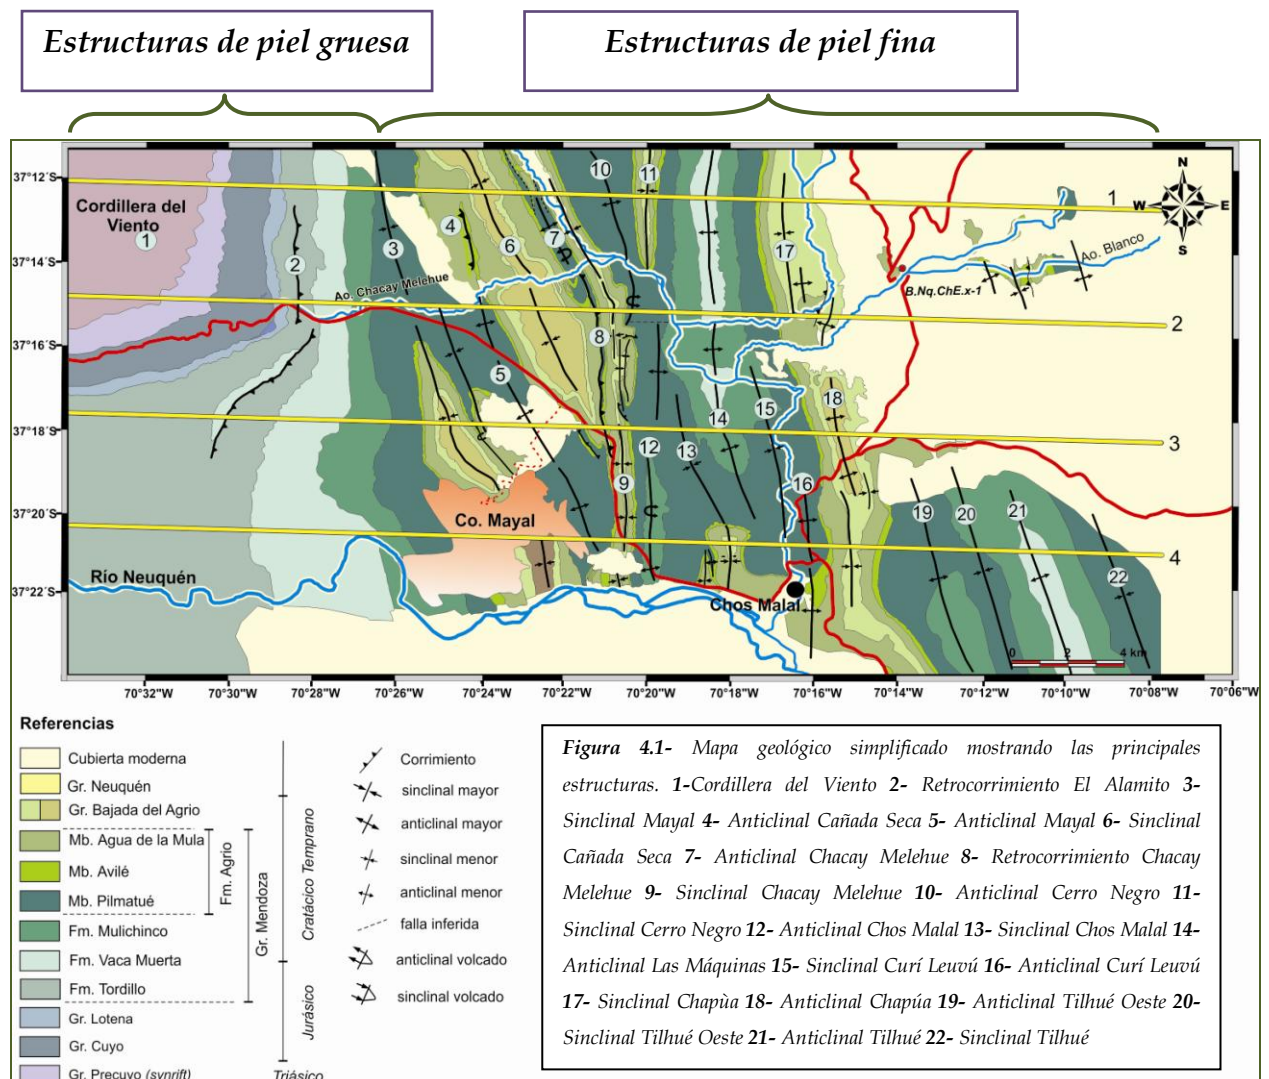 Estructuras de piel gruesa
Estructuras de piel fina
37°12'S
37°14'S
37°16'S
37°18'S
37°20'S
37°22'S
Cordillera del
Viento
1
2
3
4
5
6
7
8
9
10
11
12
13
14
15
16
17
18
19
20
21
22
1
2
3
4
N
W
E
S
Ao. Chacay Melehue
Ao. Blanco
B.Nq.ChE.x-1
Co. Mayal
Río Neuquén
Chos Malal
0 2 4 km
70°32"W 70°30"W 70°28"W 70°26"W 70°24"W 70°22"W 70°20"W 70°18"W 70°16"W 70°14"W 70°12"W 70°10"W 70°08"W 70°06"W
Referencias
Cubierta moderna
Gr. Neuquén
Gr. Bajada del Agrio
Mb. Agua de la Mula
Mb. Avilé
Mb. Pilmatué
Fm. Mulichinco
Fm. Vaca Muerta
Fm. Tordillo
Gr. Lotena
Gr. Cuyo
Gr. Precuyo (synrift)
Fm. Agrio
Gr. Mendoza
Cratácico Temprano
Jurásico
Triásico
Corrimiento
sinclinal mayor
anticlinal mayor
sinclinal menor
anticlinal menor
falla inferida
anticlinal volcado
sinclinal volcado
Figura 4.1- Mapa geológico simplificado mostrando las principales
estructuras. 1-Cordillera del Viento 2- Retrocorrimiento El Alamito 3-
Sinclinal Mayal 4- Anticlinal Cañada Seca 5- Anticlinal Mayal 6- Sinclinal
Cañada Seca 7- Anticlinal Chacay Melehue 8- Retrocorrimiento Chacay
Melehue 9- Sinclinal Chacay Melehue 10- Anticlinal Cerro Negro 11-
Sinclinal Cerro Negro 12- Anticlinal Chos Malal 13- Sinclinal Chos Malal 14-
Anticlinal Las Máquinas 15- Sinclinal Curí Leuvú 16- Anticlinal Curí Leuvú
17- Sinclinal Chapùa 18- Anticlinal Chapúa 19- Anticlinal Tilhué Oeste 20-
Sinclinal Tilhué Oeste 21- Anticlinal Tilhué 22- Sinclinal Tilhué